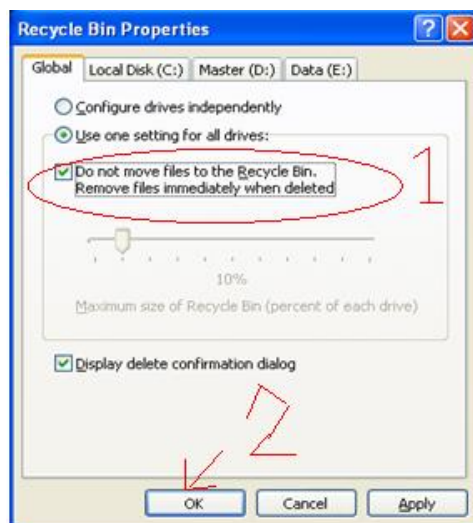 Recycle Bin Properties
Global Local Disk (C:) Master (D:) Data (E:)
Configure drives independently
Use one setting for all drives:
Do not move files to the Recycle Bin.
Remove files immediately when deleted
1
10%
Maximum size of Recycle Bin (percent of each drive)
Display delete confirmation dialog
2
OK Cancel Apply